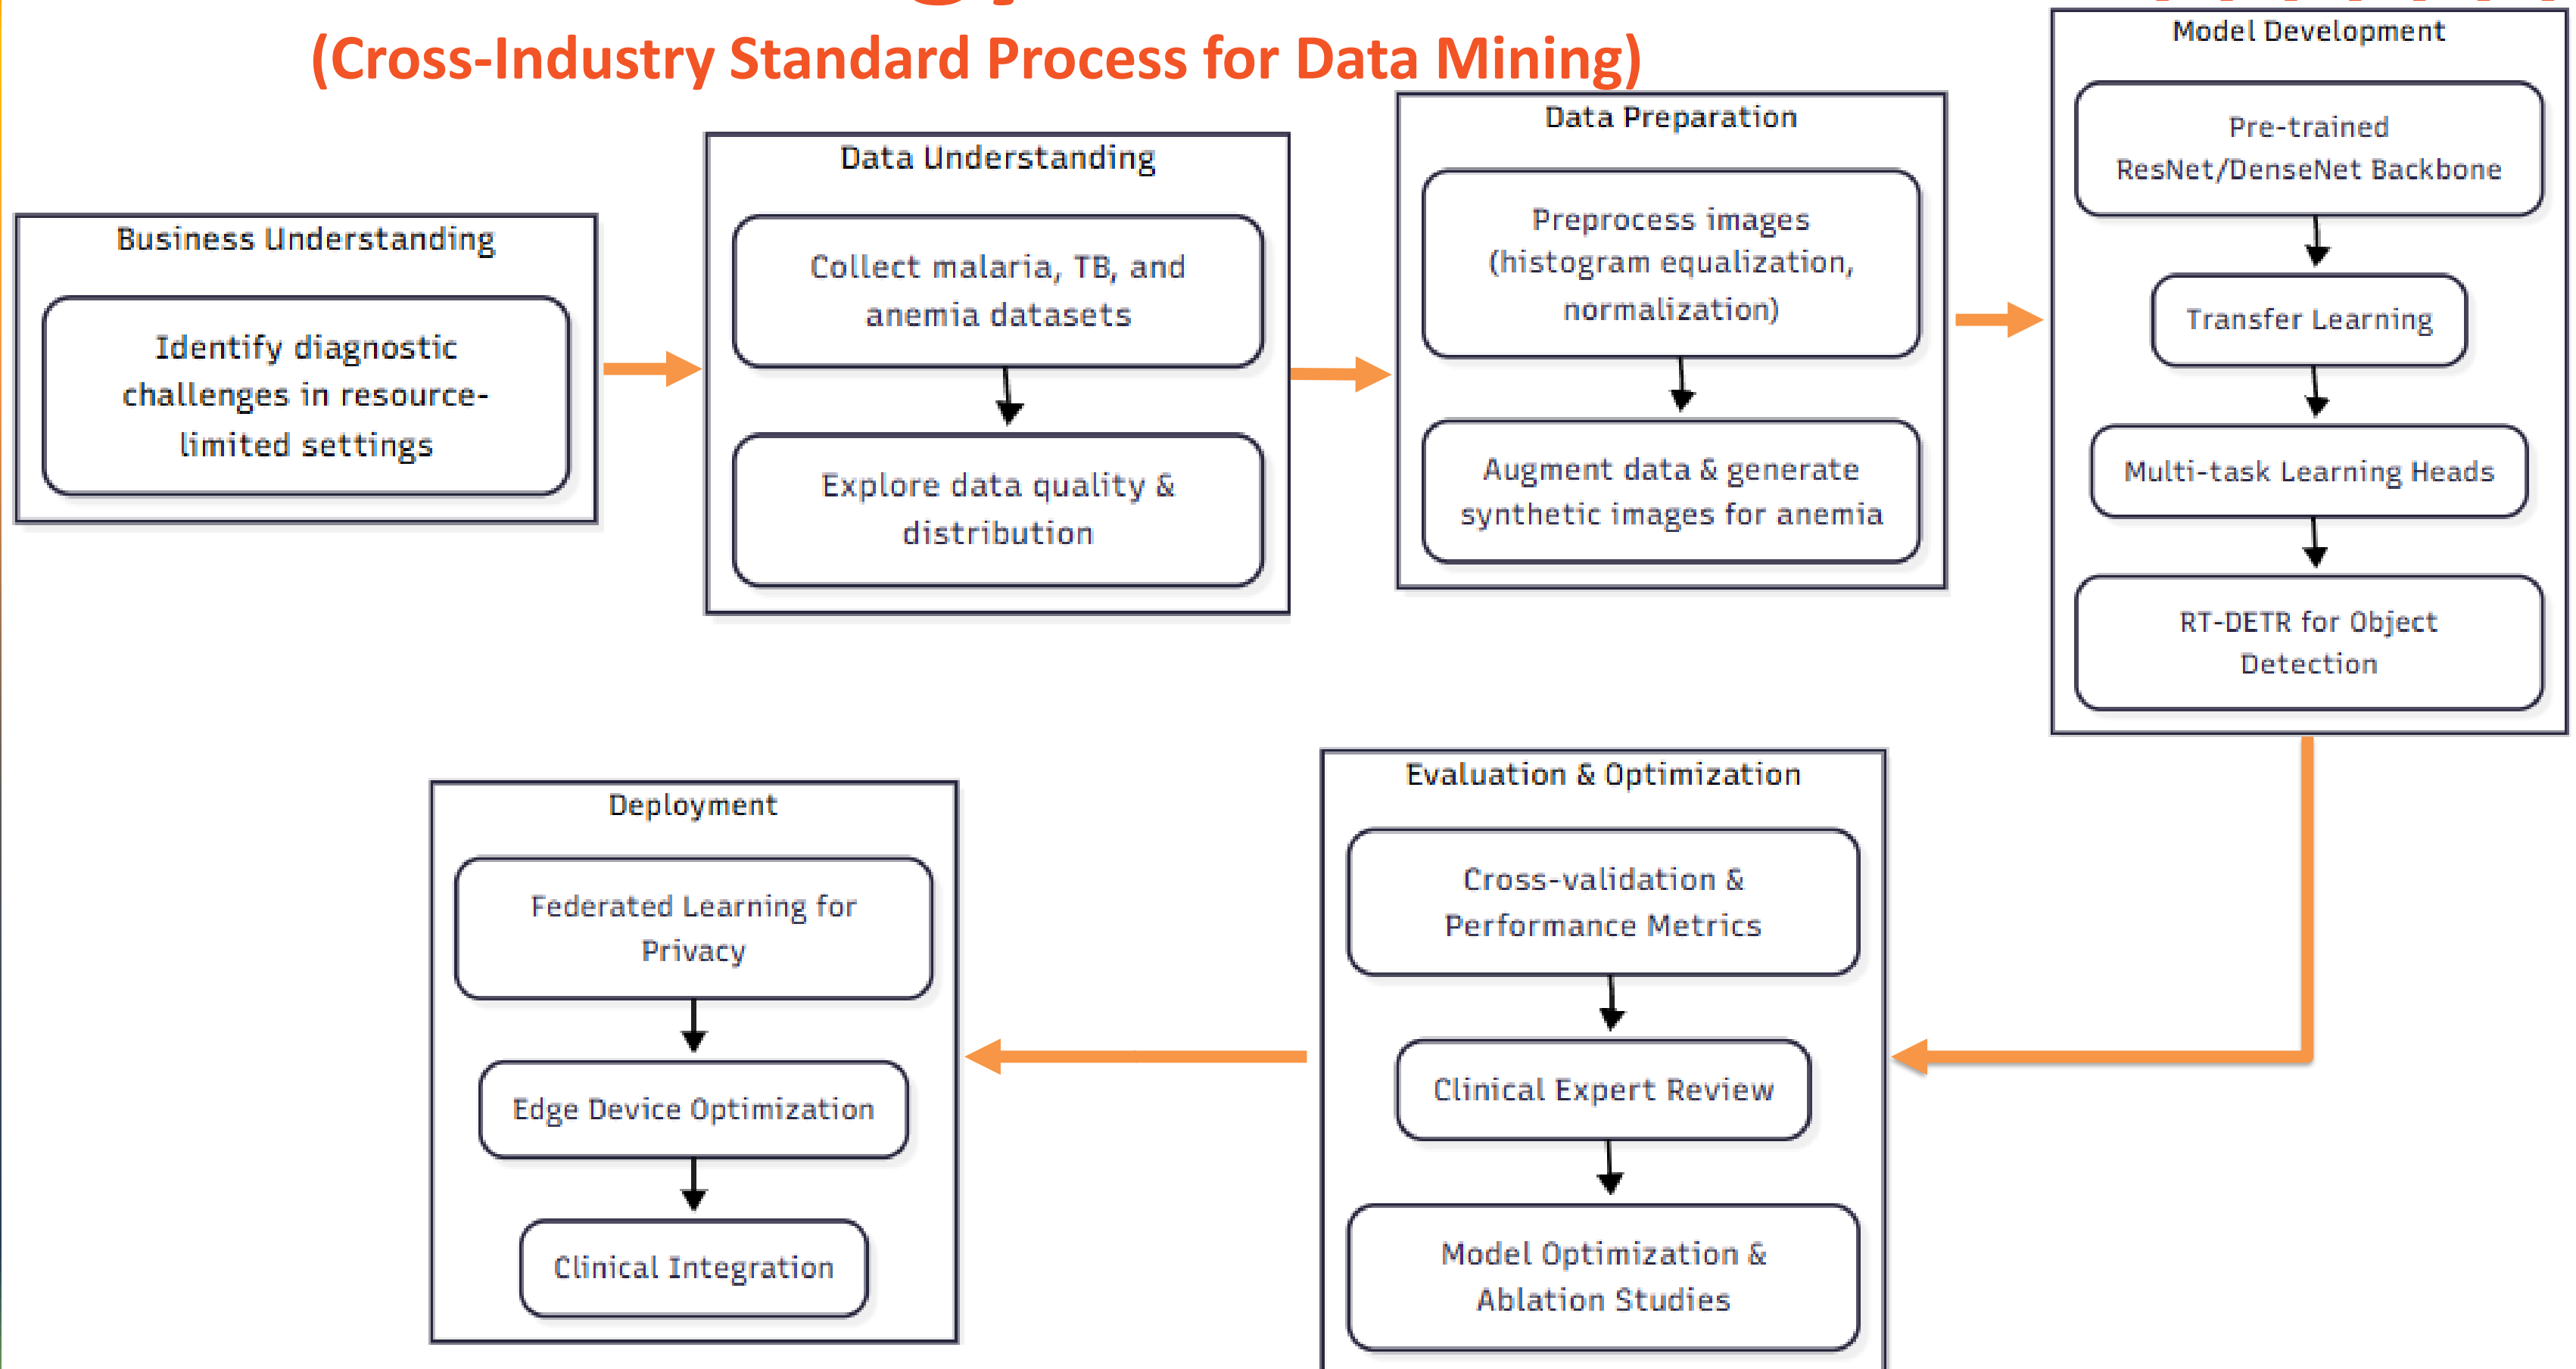 (Cross-Industry Standard Process for Data Mining)
Business Understanding
Identify diagnostic
challenges in resource-
limited settings
Data Understanding
Collect malaria, TB, and
anemia datasets
Explore data quality &
distribution
Data Preparation
Preprocess images
(histogram equalization,
normalization)
Augment data & generate
synthetic images for anemia
Model Development
Pre-trained
ResNet/DenseNet Backbone
Transfer Learning
Multi-task Learning Heads
RT-DETR for Object
Detection
Evaluation & Optimization
Cross-validation &
Performance Metrics
Clinical Expert Review
Model Optimization &
Ablation Studies
Deployment
Federated Learning for
Privacy
Edge Device Optimization
Clinical Integration